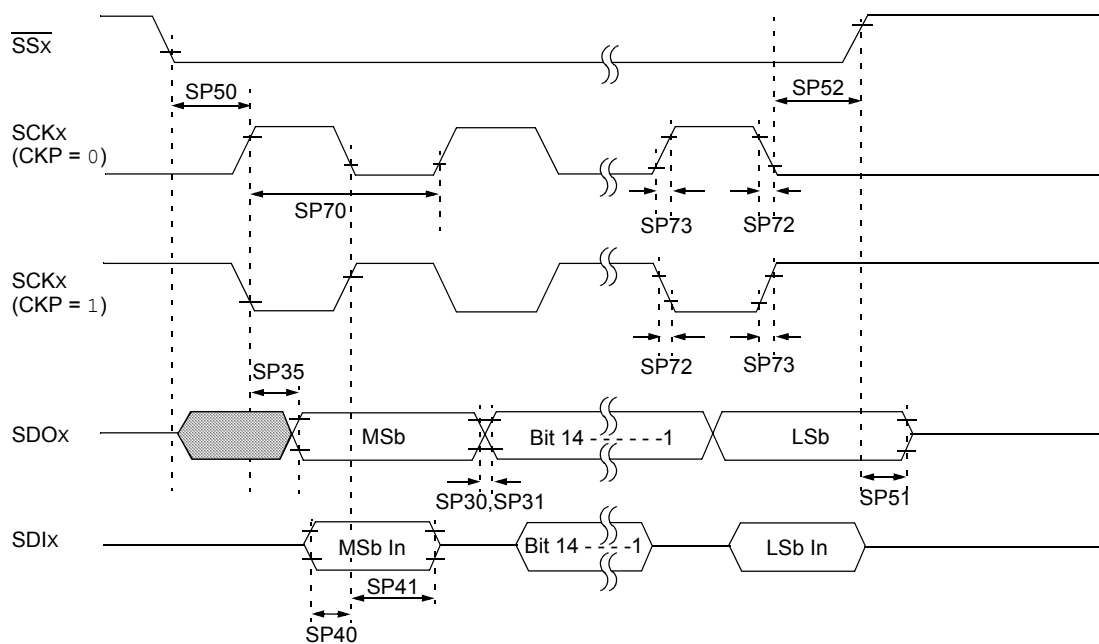 SSx
SP50
SP52
SCKx
(CKP = 0)
SP70
SP73
SP72
SCKx
(CKP = 1)
SP72
SP73
SP35
SDOx
MSb
Bit 14 - - - - - -1
LSb
SP30,SP31
SP51
SDIx
MSb In
Bit 14 - - - -1
LSb In
SP41
SP40